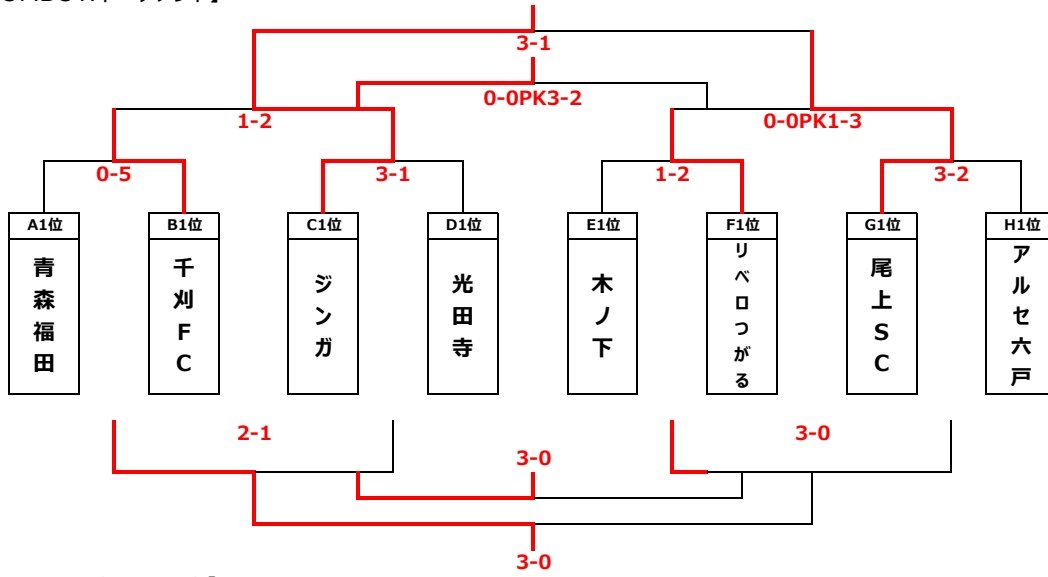 3-1
0-0PK3-2
1-2
0-0PK1-3
0-5
3-1
1-2
3-2
A1位
B1位
C1位
D1位
E1位
F1位
G1位
H1位
青森福田
千刈FC
ジンガ
光田寺
木ノ下
リベロつがる
尾上SC
アルセ六戸
2-1
3-0
3-0
3-0